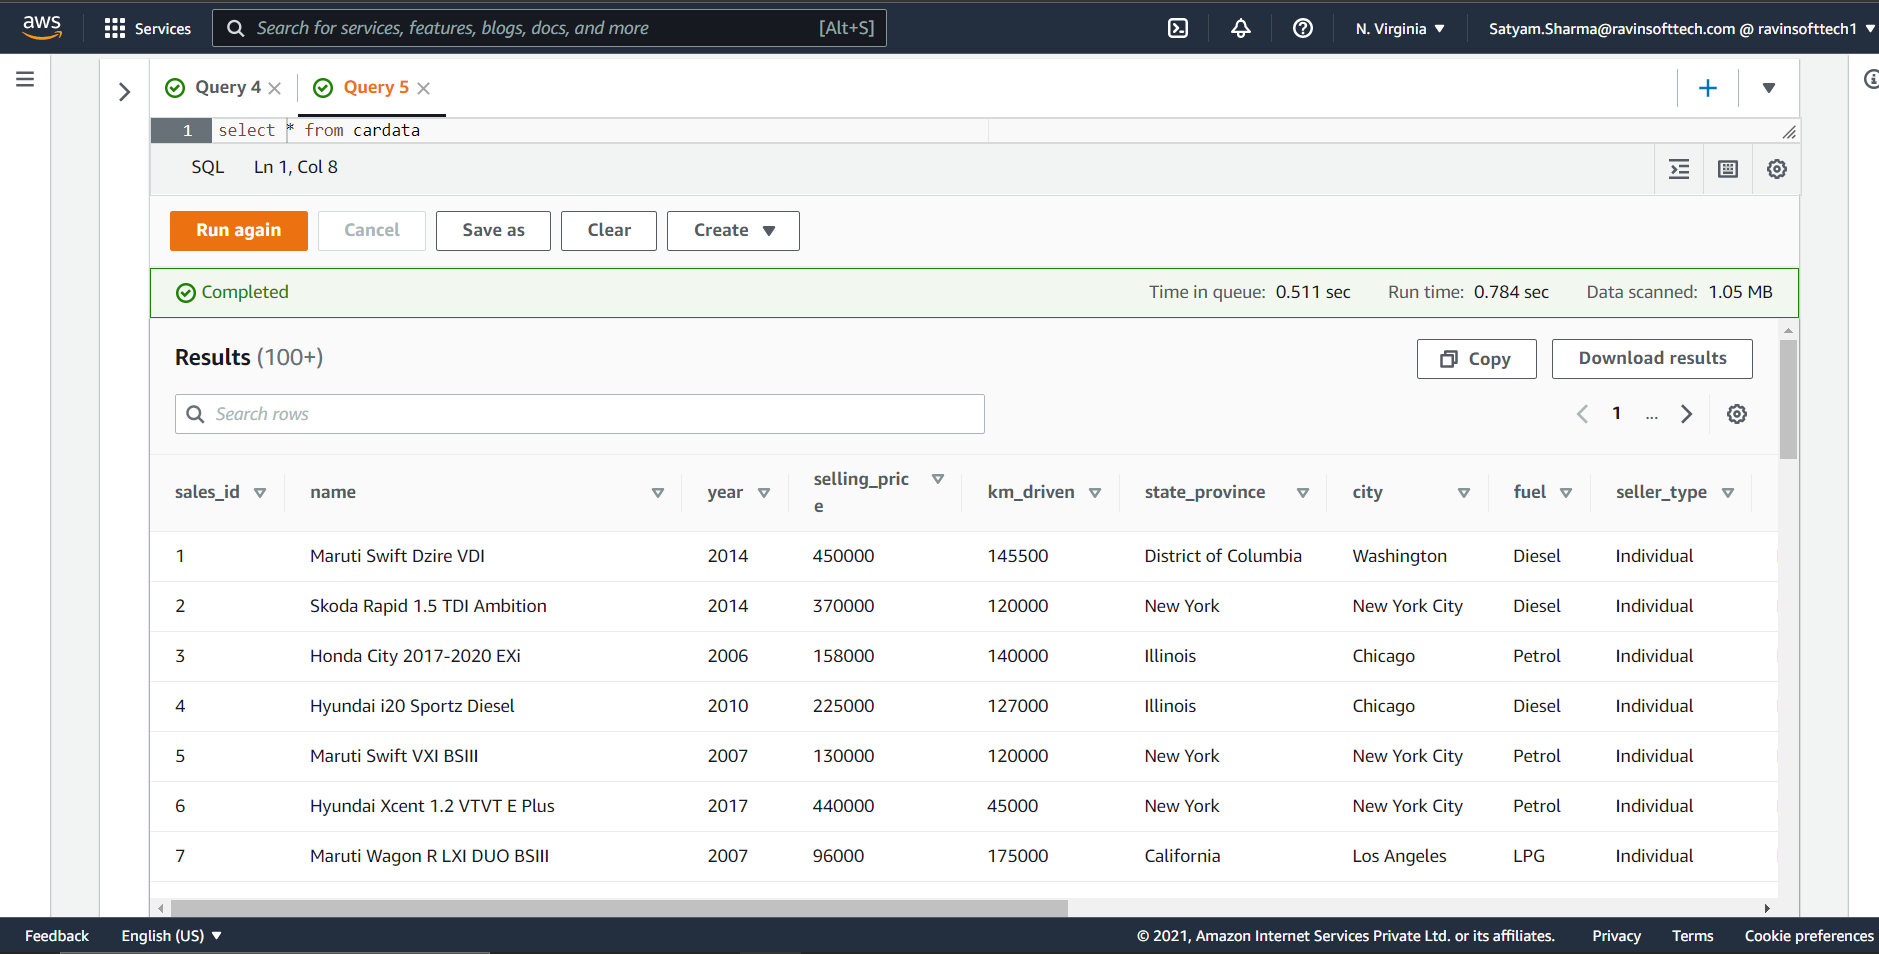 aws Services Search for services, features, blogs, docs, and more [Alt+S] N. Virginia Satyam.Sharma@ravinsofttech.com @ ravinsofttech1
Query 4 Query 5
1 select * from cardata
SQL Ln 1, Col 8
Run again Cancel Save as Clear Create
Completed Time in queue: 0.511 sec Run time: 0.784 sec Data scanned: 1.05 MB
Results (100+) Copy Download results
Search rows 1 ...
sales_id name year selling_pric
e km_driven state_province city fuel seller_type
1 Maruti Swift Dzire VDI 2014 450000 145500 District of Columbia Washington Diesel Individual
2 Skoda Rapid 1.5 TDI Ambition 2014 370000 120000 New York New York City Diesel Individual
3 Honda City 2017-2020 EXi 2006 158000 140000 Illinois Chicago Petrol Individual
4 Hyundai i20 Sportz Diesel 2010 225000 127000 Illinois Chicago Diesel Individual
5 Maruti Swift VXI BSIII 2007 130000 120000 New York New York City Petrol Individual
6 Hyundai Xcent 1.2 VTVT E Plus 2017 440000 45000 New York New York City Petrol Individual
7 Maruti Wagon R LXI DUO BSIII 2007 96000 175000 California Los Angeles LPG Individual
Feedback English (US) © 2021, Amazon Internet Services Private Ltd. or its affiliates. Privacy Terms Cookie preferences